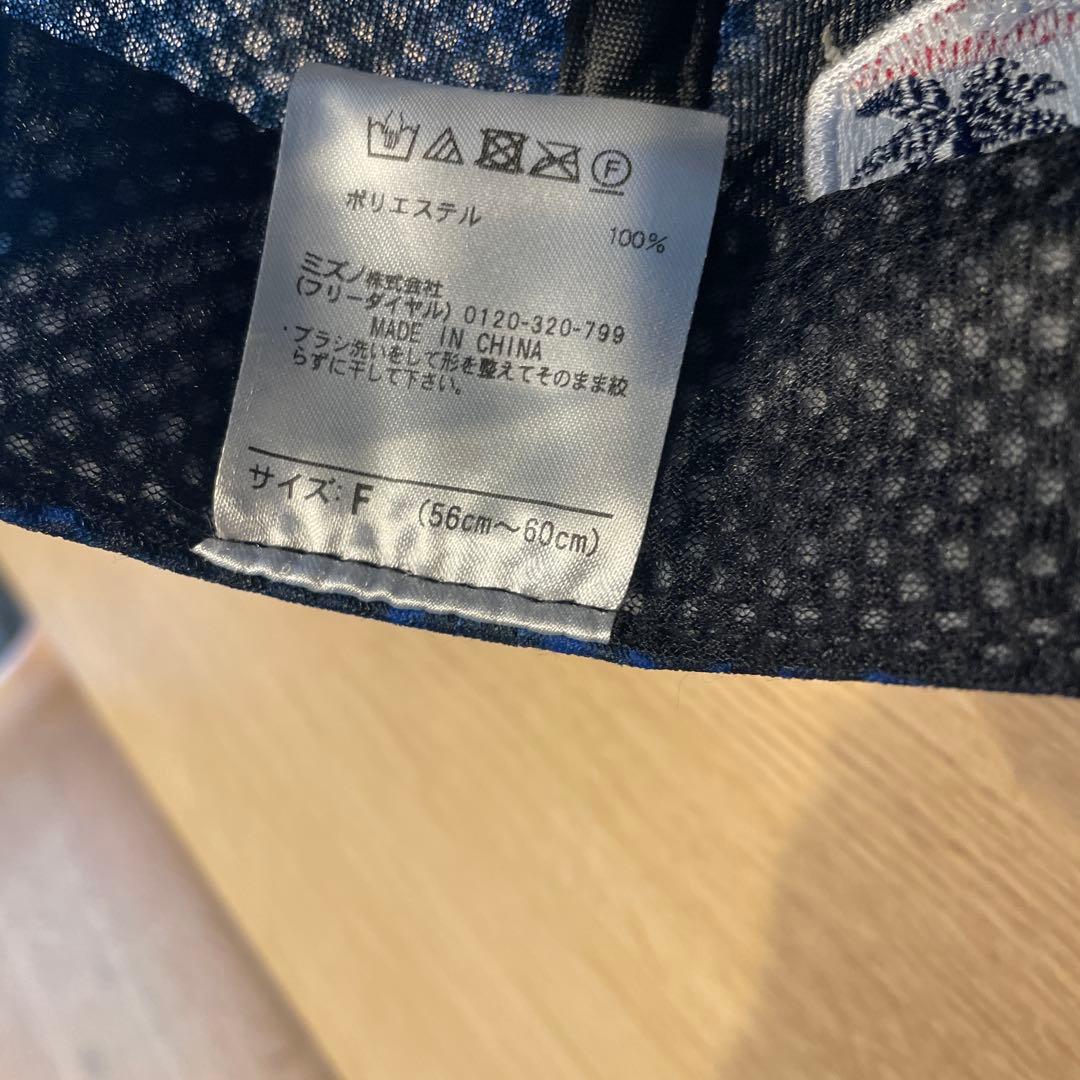 F
ポリエステル
100%
ミズノ株式会社
(フリーダイヤル) 0120-320-799
MADE IN CHINA
・ブラシ洗いをして形を整えてそのまま絞
らずに干して下さい。
サイズ: F (56cm〜60cm)